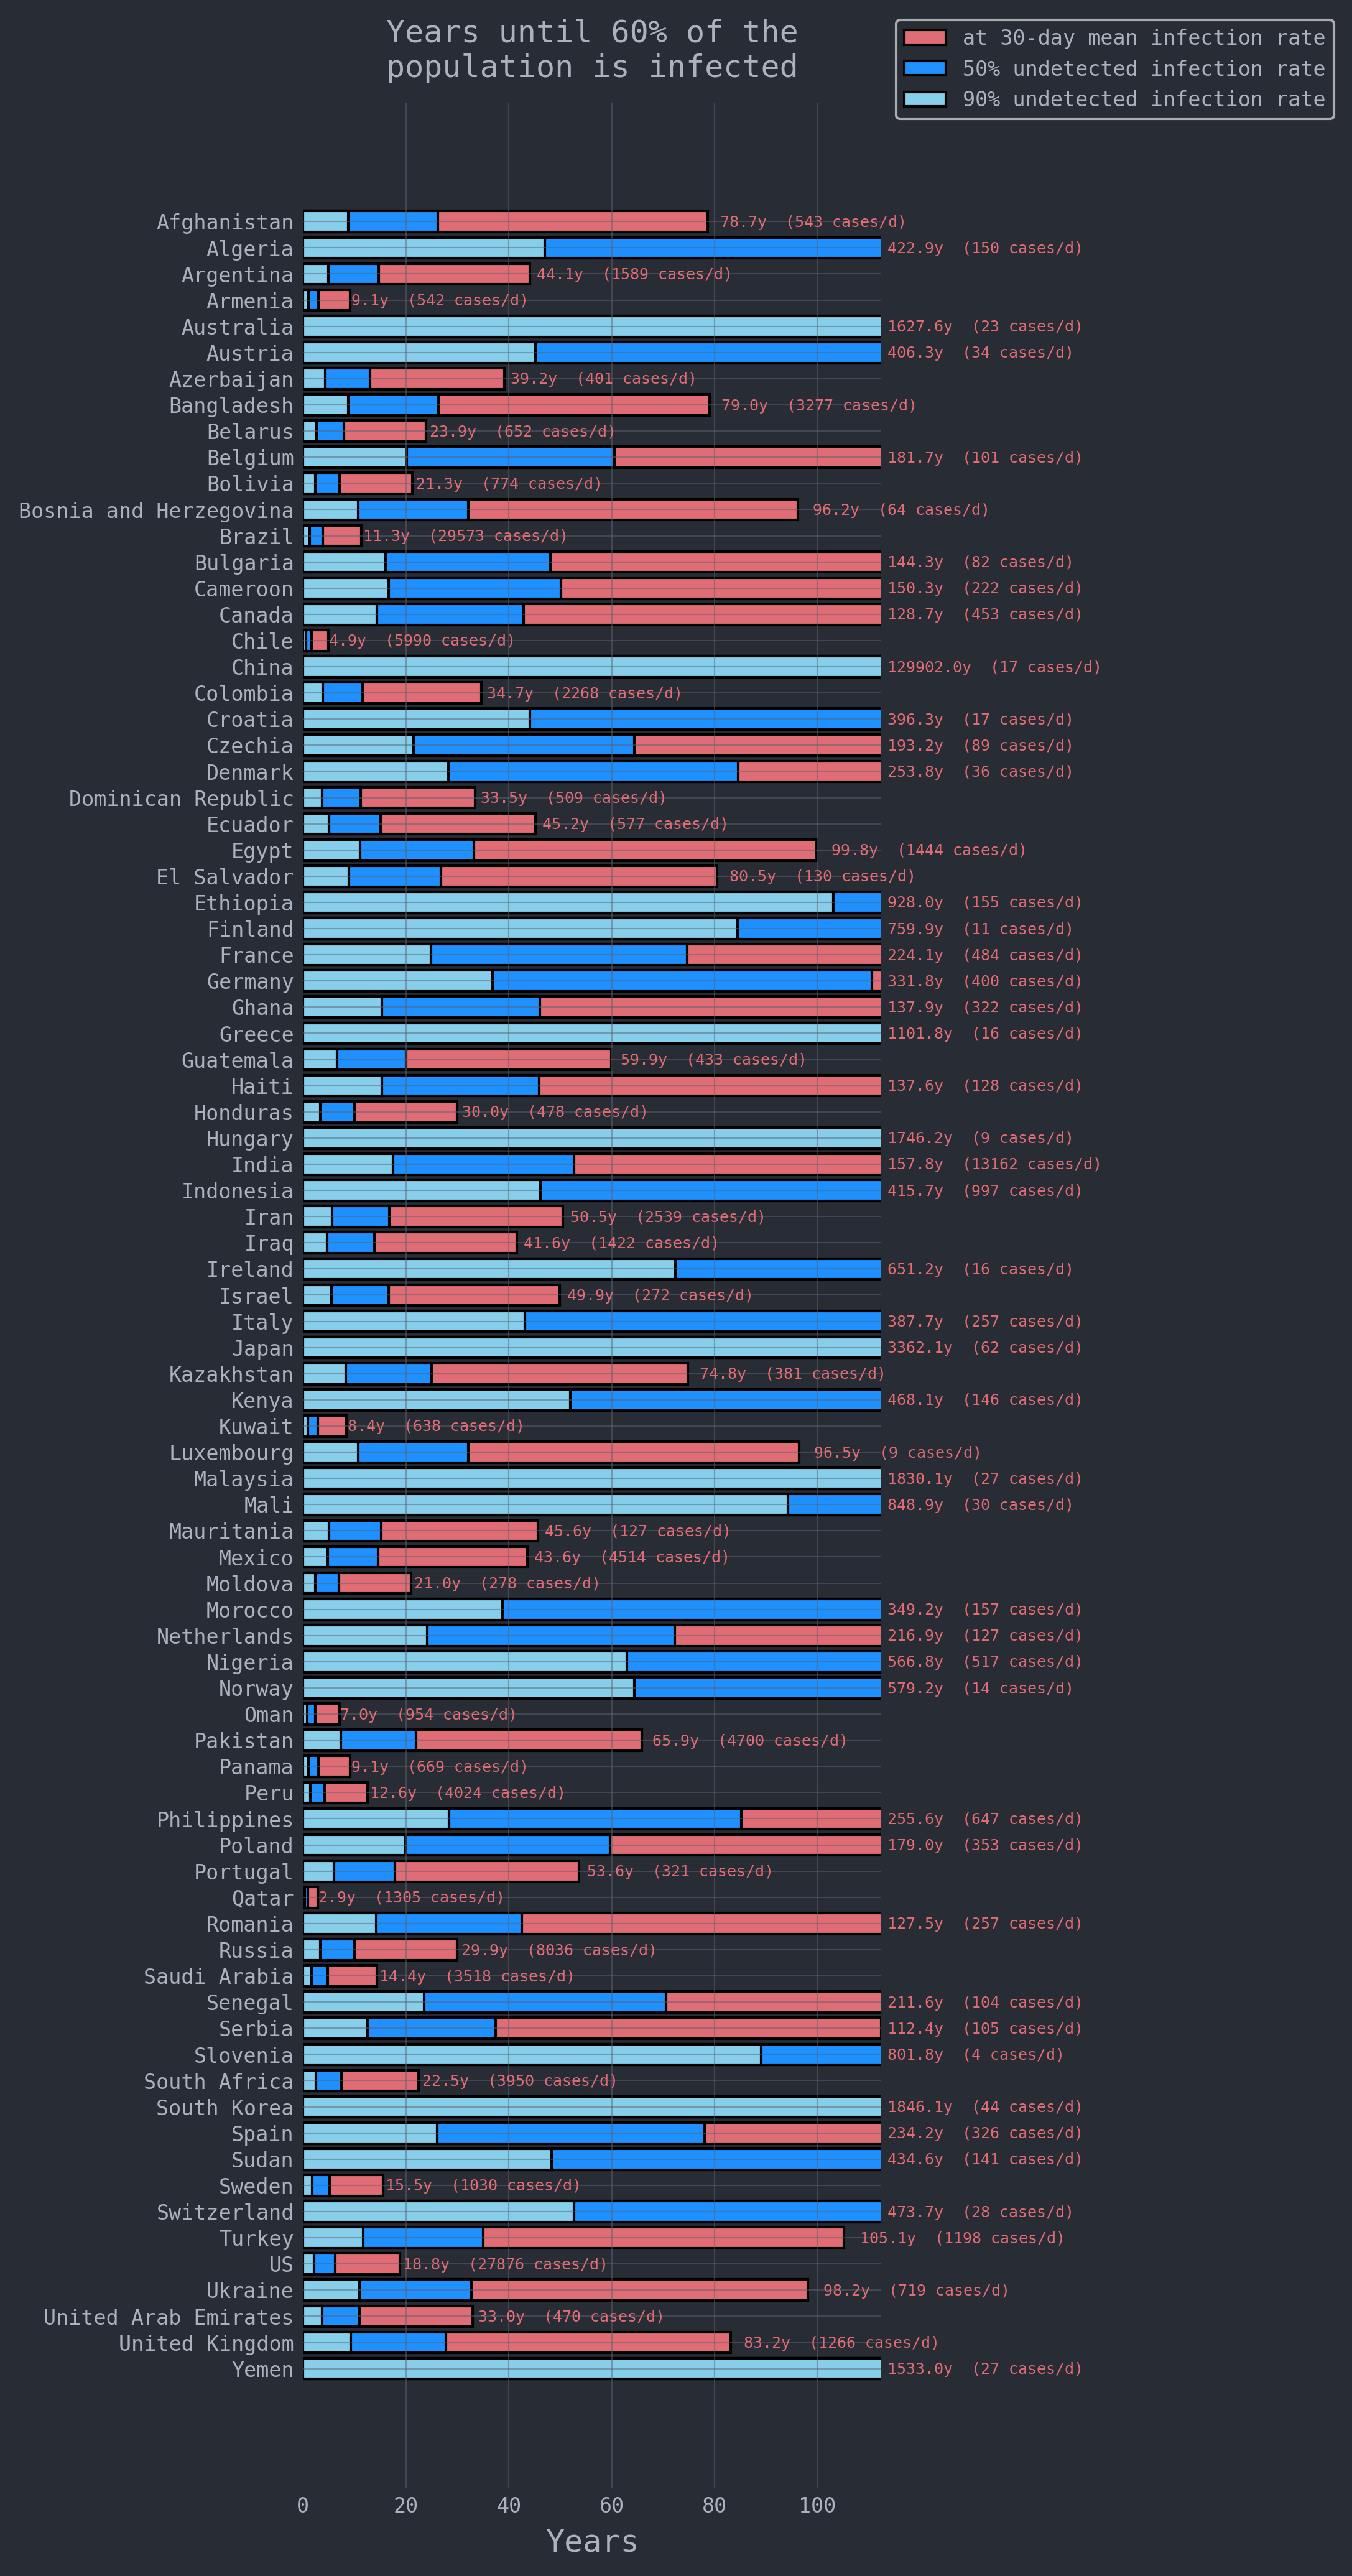 Years until 60% of the
population is infected
at 30-day mean infection rate
50% undetected infection rate
90% undetected infection rate
Afghanistan 78.7y (543 cases/d)
Algeria 422.9y (150 cases/d)
Argentina 44.1y (1589 cases/d)
Armenia 9.1y (542 cases/d)
Australia 1627.6y (23 cases/d)
Austria 406.3y (34 cases/d)
Azerbaijan 39.2y (401 cases/d)
Bangladesh 79.0y (3277 cases/d)
Belarus 23.9y (652 cases/d)
Belgium 181.7y (101 cases/d)
Bolivia 21.3y (774 cases/d)
Bosnia and Herzegovina 96.2y (64 cases/d)
Brazil 11.3y (29573 cases/d)
Bulgaria 144.3y (82 cases/d)
Cameroon 150.3y (222 cases/d)
Canada 128.7y (453 cases/d)
Chile 4.9y (5990 cases/d)
China 129902.0y (17 cases/d)
Colombia 34.7y (2268 cases/d)
Croatia 396.3y (17 cases/d)
Czechia 193.2y (89 cases/d)
Denmark 253.8y (36 cases/d)
Dominican Republic 33.5y (509 cases/d)
Ecuador 45.2y (577 cases/d)
Egypt 99.8y (1444 cases/d)
El Salvador 80.5y (130 cases/d)
Ethiopia 928.0y (155 cases/d)
Finland 759.9y (11 cases/d)
France 224.1y (484 cases/d)
Germany 331.8y (400 cases/d)
Ghana 137.9y (322 cases/d)
Greece 1101.8y (16 cases/d)
Guatemala 59.9y (433 cases/d)
Haiti 137.6y (128 cases/d)
Honduras 30.0y (478 cases/d)
Hungary 1746.2y (9 cases/d)
India 157.8y (13162 cases/d)
Indonesia 415.7y (997 cases/d)
Iran 50.5y (2539 cases/d)
Iraq 41.6y (1422 cases/d)
Ireland 651.2y (16 cases/d)
Israel 49.9y (272 cases/d)
Italy 387.7y (257 cases/d)
Japan 3362.1y (62 cases/d)
Kazakhstan 74.8y (381 cases/d)
Kenya 468.1y (146 cases/d)
Kuwait 8.4y (638 cases/d)
Luxembourg 96.5y (9 cases/d)
Malaysia 1830.1y (27 cases/d)
Mali 848.9y (30 cases/d)
Mauritania 45.6y (127 cases/d)
Mexico 43.6y (4514 cases/d)
Moldova 21.0y (278 cases/d)
Morocco 349.2y (157 cases/d)
Netherlands 216.9y (127 cases/d)
Nigeria 566.8y (517 cases/d)
Norway 579.2y (14 cases/d)
Oman 7.0y (954 cases/d)
Pakistan 65.9y (4700 cases/d)
Panama 9.1y (669 cases/d)
Peru 12.6y (4024 cases/d)
Philippines 255.6y (647 cases/d)
Poland 179.0y (353 cases/d)
Portugal 53.6y (321 cases/d)
Qatar 2.9y (1305 cases/d)
Romania 127.5y (257 cases/d)
Russia 29.9y (8036 cases/d)
Saudi Arabia 14.4y (3518 cases/d)
Senegal 211.6y (104 cases/d)
Serbia 112.4y (105 cases/d)
Slovenia 801.8y (4 cases/d)
South Africa 22.5y (3950 cases/d)
South Korea 1846.1y (44 cases/d)
Spain 234.2y (326 cases/d)
Sudan 434.6y (141 cases/d)
Sweden 15.5y (1030 cases/d)
Switzerland 473.7y (28 cases/d)
Turkey 105.1y (1198 cases/d)
US 18.8y (27876 cases/d)
Ukraine 98.2y (719 cases/d)
United Arab Emirates 33.0y (470 cases/d)
United Kingdom 83.2y (1266 cases/d)
Yemen 1533.0y (27 cases/d)
0 20 40 60 80 100
Years